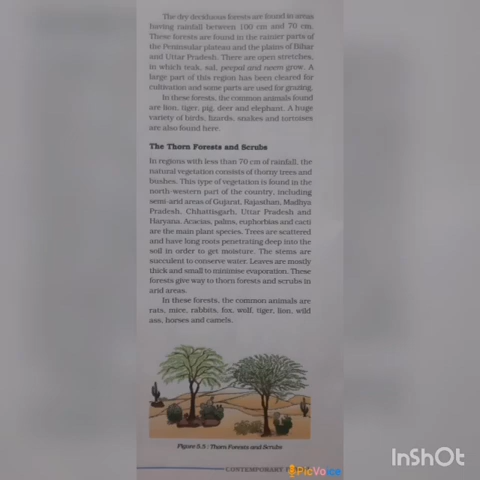 The dry deciduous forests are found in areas
having rainfall between 100 cm and 70 cm.
These forests are found in the rainier parts of
the Peninsular plateau and the plains of Bihar
and Uttar Pradesh. There are open stretches,
in which teak, sal, peepal and neem grow. A
large part of this region has been cleared for
cultivation and some parts are used for grazing.
In these forests, the common animals found
are lion, tiger, pig, deer and elephant. A huge
variety of birds, lizards, snakes and tortoises
are also found here.
The Thorn Forests and Scrubs
In regions with less than 70 cm of rainfall, the
natural vegetation consists of thorny trees and
bushes. This type of vegetation is found in the
north-western part of the country, including
semi-arid areas of Gujarat, Rajasthan, Madhya
Pradesh, Chhattisgarh, Uttar Pradesh and
Haryana. Acacias, palms, euphorbias and cacti
are the main plant species. Trees are scattered
and have long roots penetrating deep into the
soil in order to get moisture. The stems are
succulent to conserve water. Leaves are mostly
thick and small to minimise evaporation. These
forests give way to thorn forests and scrubs in
arid areas.
In these forests, the common animals are
rats, mice, rabbits, fox, wolf, tiger, lion, wild
ass, horses and camels.
Figure 5.5 : Thorn Forests and Scrubs
CONTEMPORARY
PicVoice
InShOt